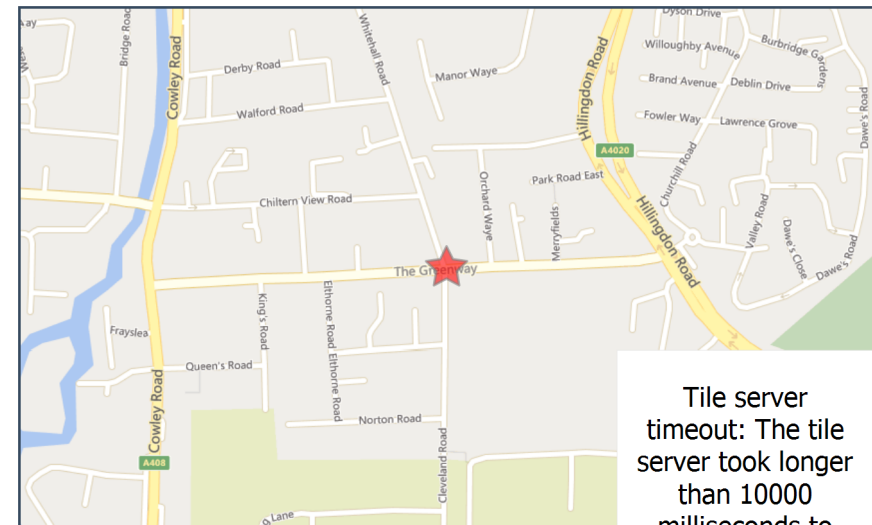 Dyson Drive
Willoughby Avenue
Burbridge Gardens
Bridge Road
Cowley Road
Derby Road
Whitehall Road
Manor Waye
Hillingdon Road
Brand Avenue
Deblin Drive
Walford Road
Fowler Way
Lawrence Grove
Dawe's Road
A4020
Churchill Road
Park Road East
Orchard Waye
Chiltern View Road
Merryfields
Hillingdon Road
Valley Road
Dawe's Close
Dawe's Road
The Greenway
King's Road
Elthorne Road
Elthorne Road
Frayslea
Queen's Road
Cowley Road
Norton Road
Cleveland Road
A408
Lane
Tile server
timeout: The tile
server took longer
than 10000
milliseconds to